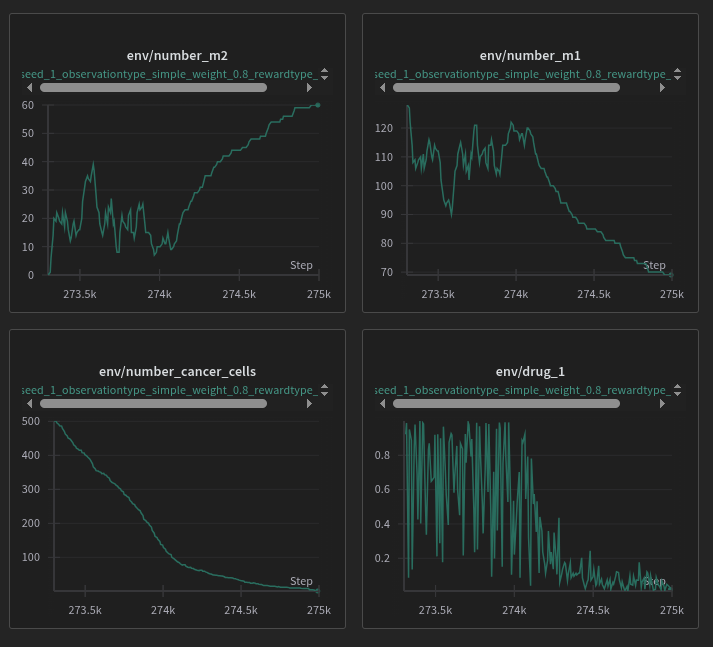 env/number_m2
seed_1_observationtype_simple_weight_0.8_rewardtype_
60
50
40
30
20
10
0
Step
273.5k 274k 274.5k 275k
env/number_m1
seed_1_observationtype_simple_weight_0.8_rewardtype_
120
110
100
90
80
70
Step
273.5k 274k 274.5k 275k
env/number_cancer_cells
seed_1_observationtype_simple_weight_0.8_rewardtype_
500
400
300
200
100
Step
273.5k 274k 274.5k 275k
env/drug_1
seed_1_observationtype_simple_weight_0.8_rewardtype_
0.8
0.6
0.4
0.2
Step
273.5k 274k 274.5k 275k